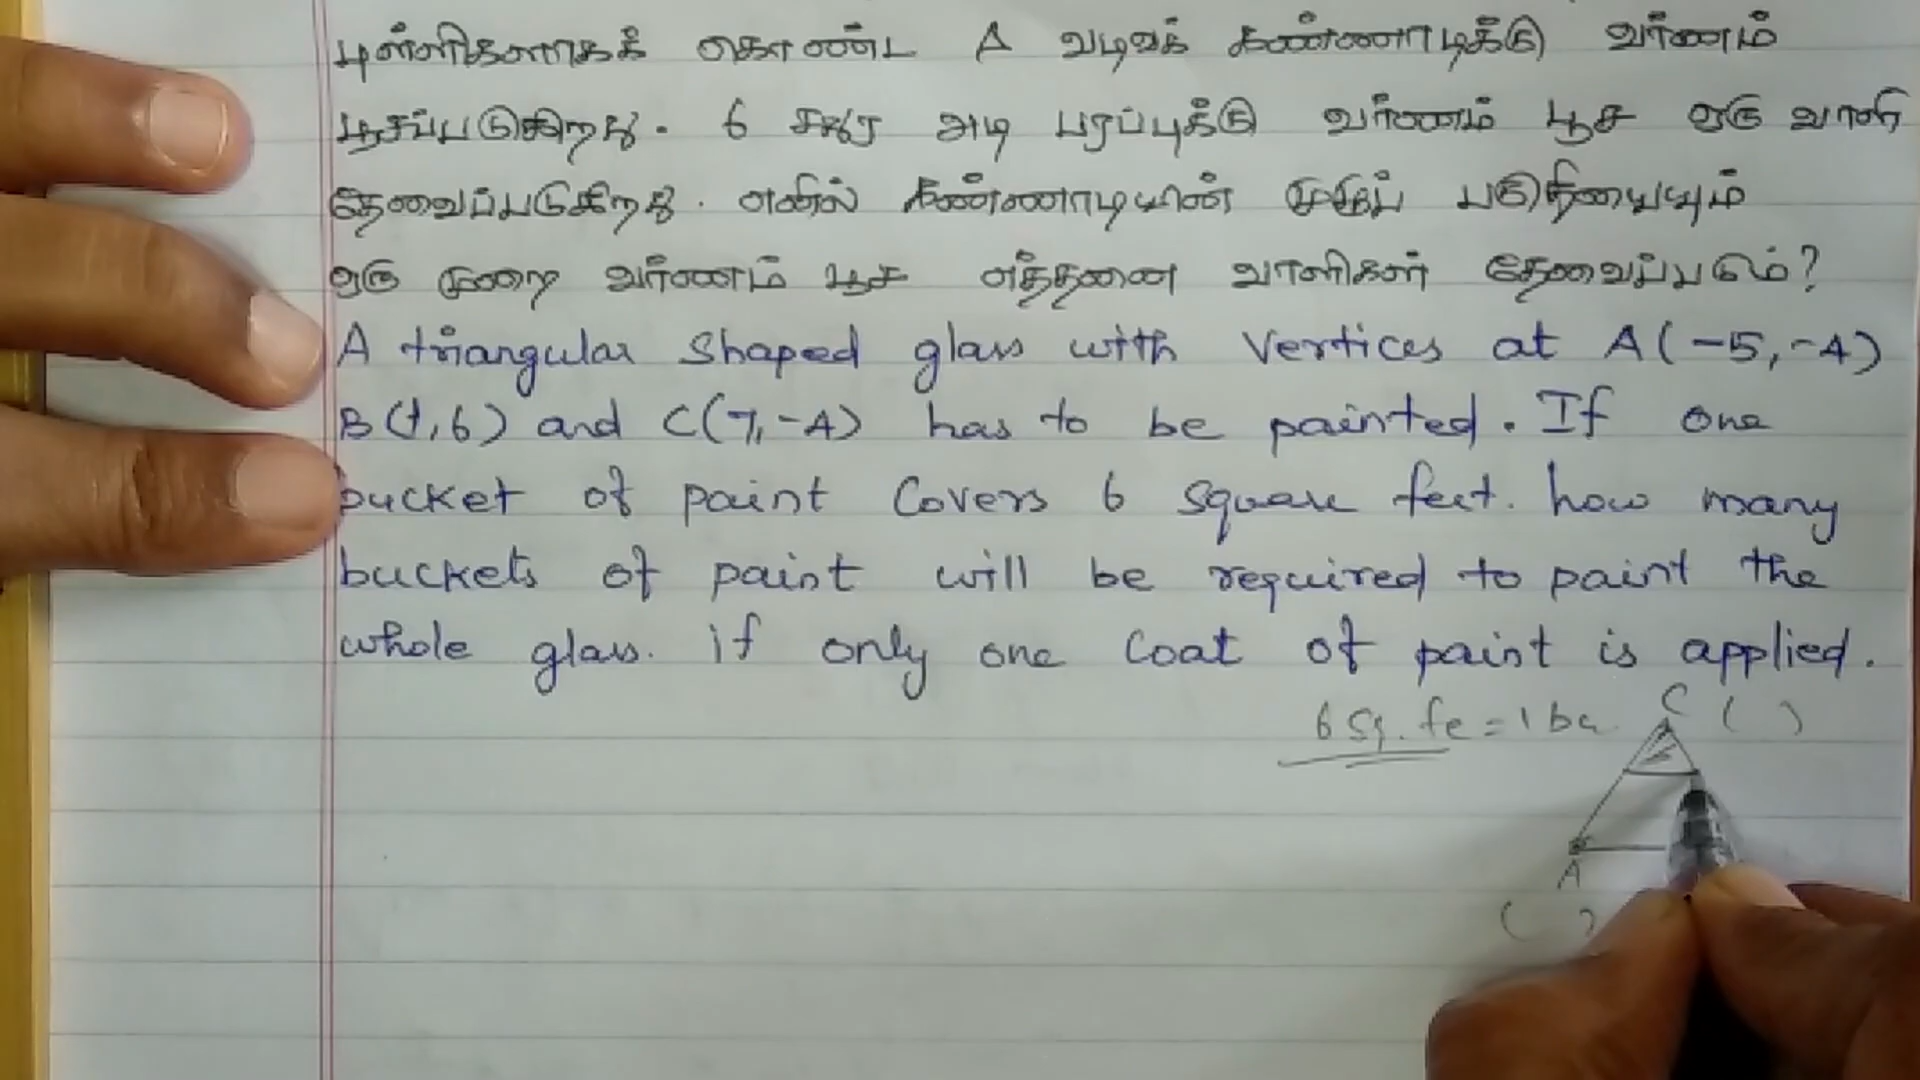 புள்ளிகளாகக் கொண்ட A வடிவக் கண்ணாடிக்கு வர்ணம்
பூசப்படுகிறது. 6 சதுர அடி பரப்புக்கு வர்ணம் பூச ஒரு வாளி
தேவைப்படுகிறது. எனில் கண்ணாடியின் முழுப் பகுதியையும்
ஒரு முறை வர்ணம் பூச எத்தனை வாளிகள் தேவைப்படும்?
A triangular shaped glass with vertices at A(-5,-4)
B(1,6) and C(7,-4) has to be painted. If one
bucket of paint covers 6 square feet. how many
buckets of paint will be required to paint the
whole glass. if only one coat of paint is applied.
6 Sq. fe = 1 ba C ( )
A
( )